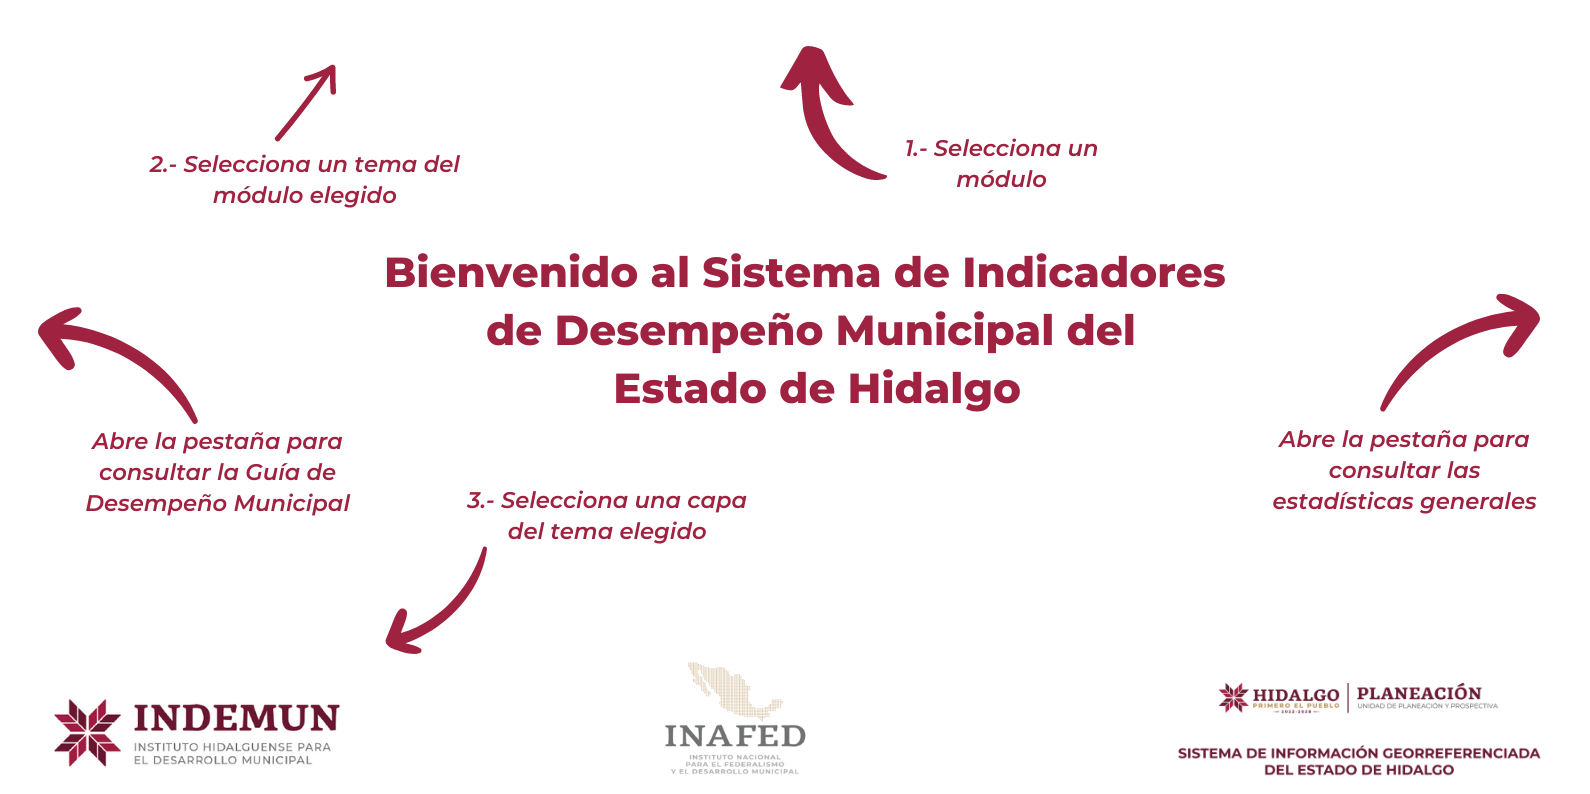 1.- Selecciona un
módulo
2.- Selecciona un tema del
módulo elegido
Bienvenido al Sistema de Indicadores
de Desempeño Municipal del
Estado de Hidalgo
Abre la pestaña para
consultar la Guía de
Desempeño Municipal
Abre la pestaña para
consultar las
estadísticas generales
3.- Selecciona una capa
del tema elegido
INDEMUN
INSTITUTO HIDALGUENSE PARA
EL DESARROLLO MUNICIPAL
INAFED
INSTITUTO NACIONAL
PARA EL FEDERALISMO
Y EL DESARROLLO MUNICIPAL
HIDALGO
PRIMERO EL PUEBLO
2022-2028
PLANEACIÓN
UNIDAD DE PLANEACIÓN Y PROSPECTIVA
SISTEMA DE INFORMACIÓN GEORREFERENCIADA
DEL ESTADO DE HIDALGO